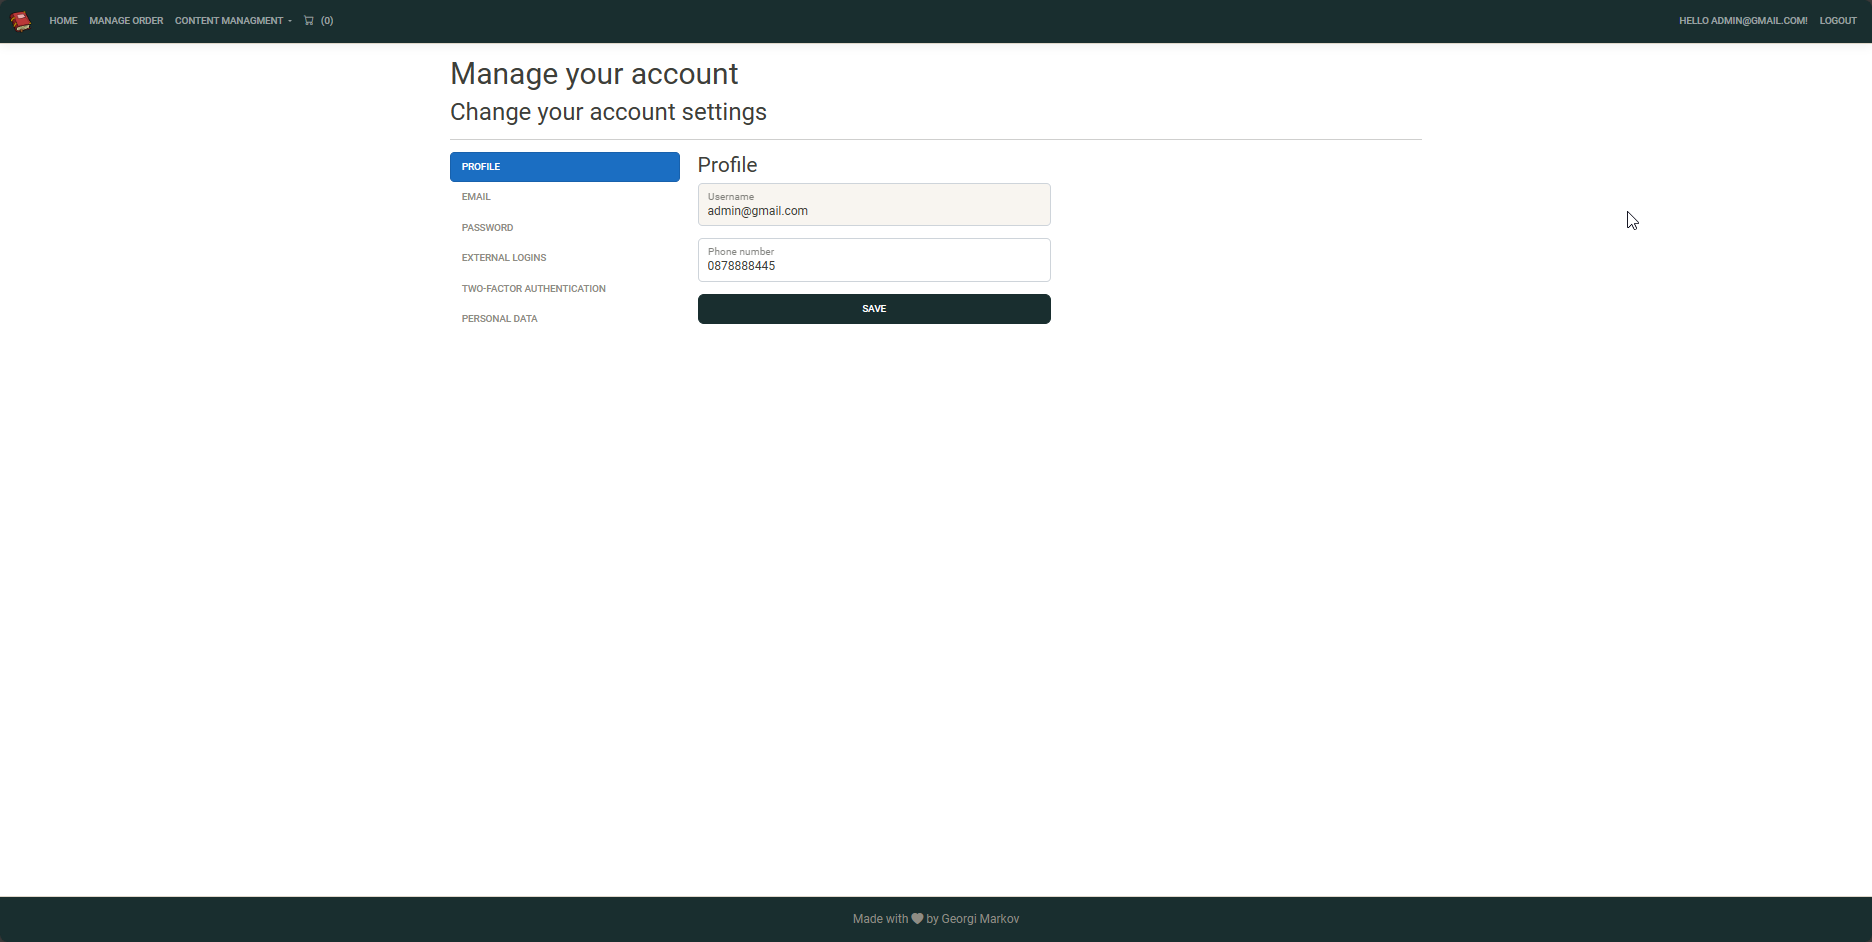 HOME MANAGE ORDER CONTENT MANAGMENT (0) HELLO ADMIN@GMAIL.COM! LOGOUT
Manage your account
Change your account settings
PROFILE
EMAIL
PASSWORD
EXTERNAL LOGINS
TWO-FACTOR AUTHENTICATION
PERSONAL DATA
Profile
Username
admin@gmail.com
Phone number
0878888445
SAVE
Made with by Georgi Markov